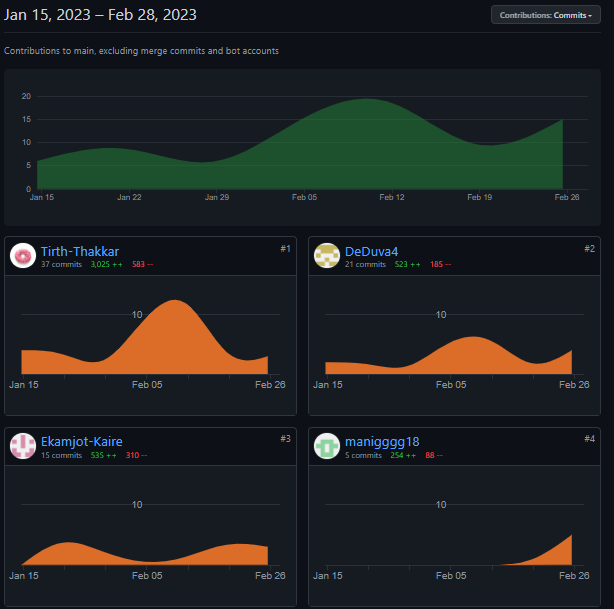 Jan 15, 2023 – Feb 28, 2023
Contributions: Commits
Contributions to main, excluding merge commits and bot accounts
20
15
10
5
0
Jan 15 Jan 22 Jan 29 Feb 05 Feb 12 Feb 19 Feb 26
Tirth-Thakkar #1
37 commits 3,025 ++ 583 --
10
Jan 15 Feb 05 Feb 26
DeDuva4 #2
21 commits 523 ++ 185 --
10
Jan 15 Feb 05 Feb 26
Ekamjot-Kaire #3
15 commits 535 ++ 310 --
10
Jan 15 Feb 05 Feb 26
manigggg18 #4
5 commits 254 ++ 88 --
10
Jan 15 Feb 05 Feb 26